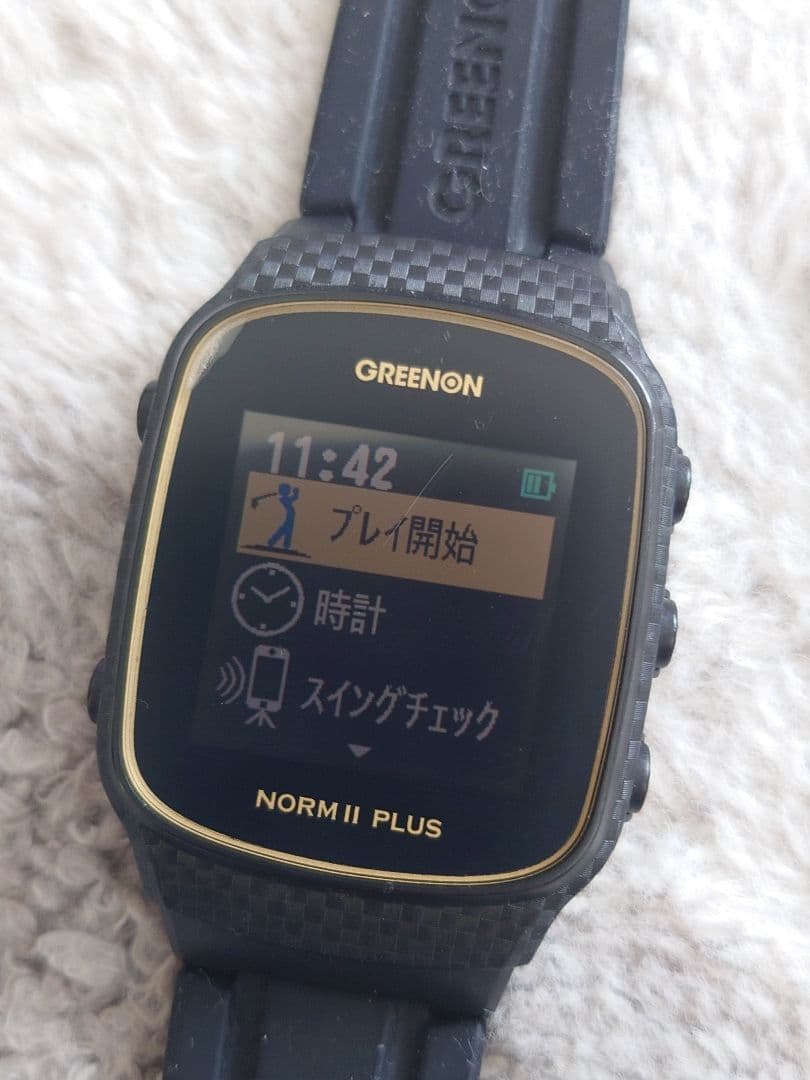 GREENO
GREENON
11:42
プレイ開始
時計
スイングチェック
NORM II PLUS